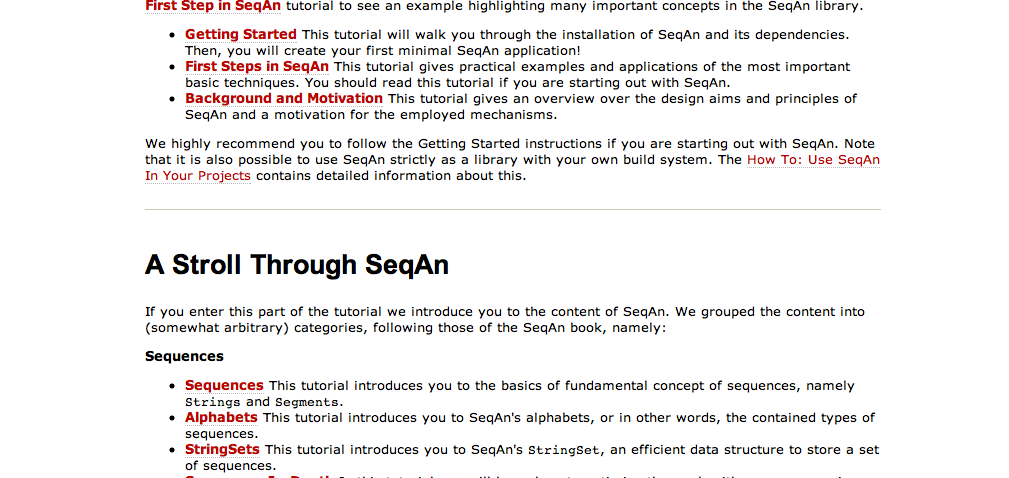 First Step in SeqAn tutorial to see an example highlighting many important concepts in the SeqAn library.
• Getting Started This tutorial will walk you through the installation of SeqAn and its dependencies.
Then, you will create your first minimal SeqAn application!
• First Steps in SeqAn This tutorial gives practical examples and applications of the most important
basic techniques. You should read this tutorial if you are starting out with SeqAn.
• Background and Motivation This tutorial gives an overview over the design aims and principles of
SeqAn and a motivation for the employed mechanisms.
We highly recommend you to follow the Getting Started instructions if you are starting out with SeqAn. Note
that it is also possible to use SeqAn strictly as a library with your own build system. The How To: Use SeqAn
In Your Projects contains detailed information about this.
A Stroll Through SeqAn
If you enter this part of the tutorial we introduce you to the content of SeqAn. We grouped the content into
(somewhat arbitrary) categories, following those of the SeqAn book, namely:
Sequences
• Sequences This tutorial introduces you to the basics of fundamental concept of sequences, namely
Strings and Segments.
• Alphabets This tutorial introduces you to SeqAn's alphabets, or in other words, the contained types of
sequences.
• StringSets This tutorial introduces you to SeqAn's StringSet, an efficient data structure to store a set
of sequences.